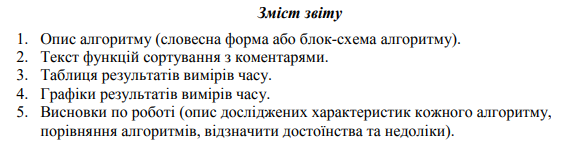 Зміст звіту
1. Опис алгоритму (словесна форма або блок-схема алгоритму).
2. Текст функцій сортування з коментарями.
3. Таблиця результатів вимірів часу.
4. Графіки результатів вимірів часу.
5. Висновки по роботі (опис досліджених характеристик кожного алгоритму,
порівняння алгоритмів, відзначити достоїнства та недоліки).